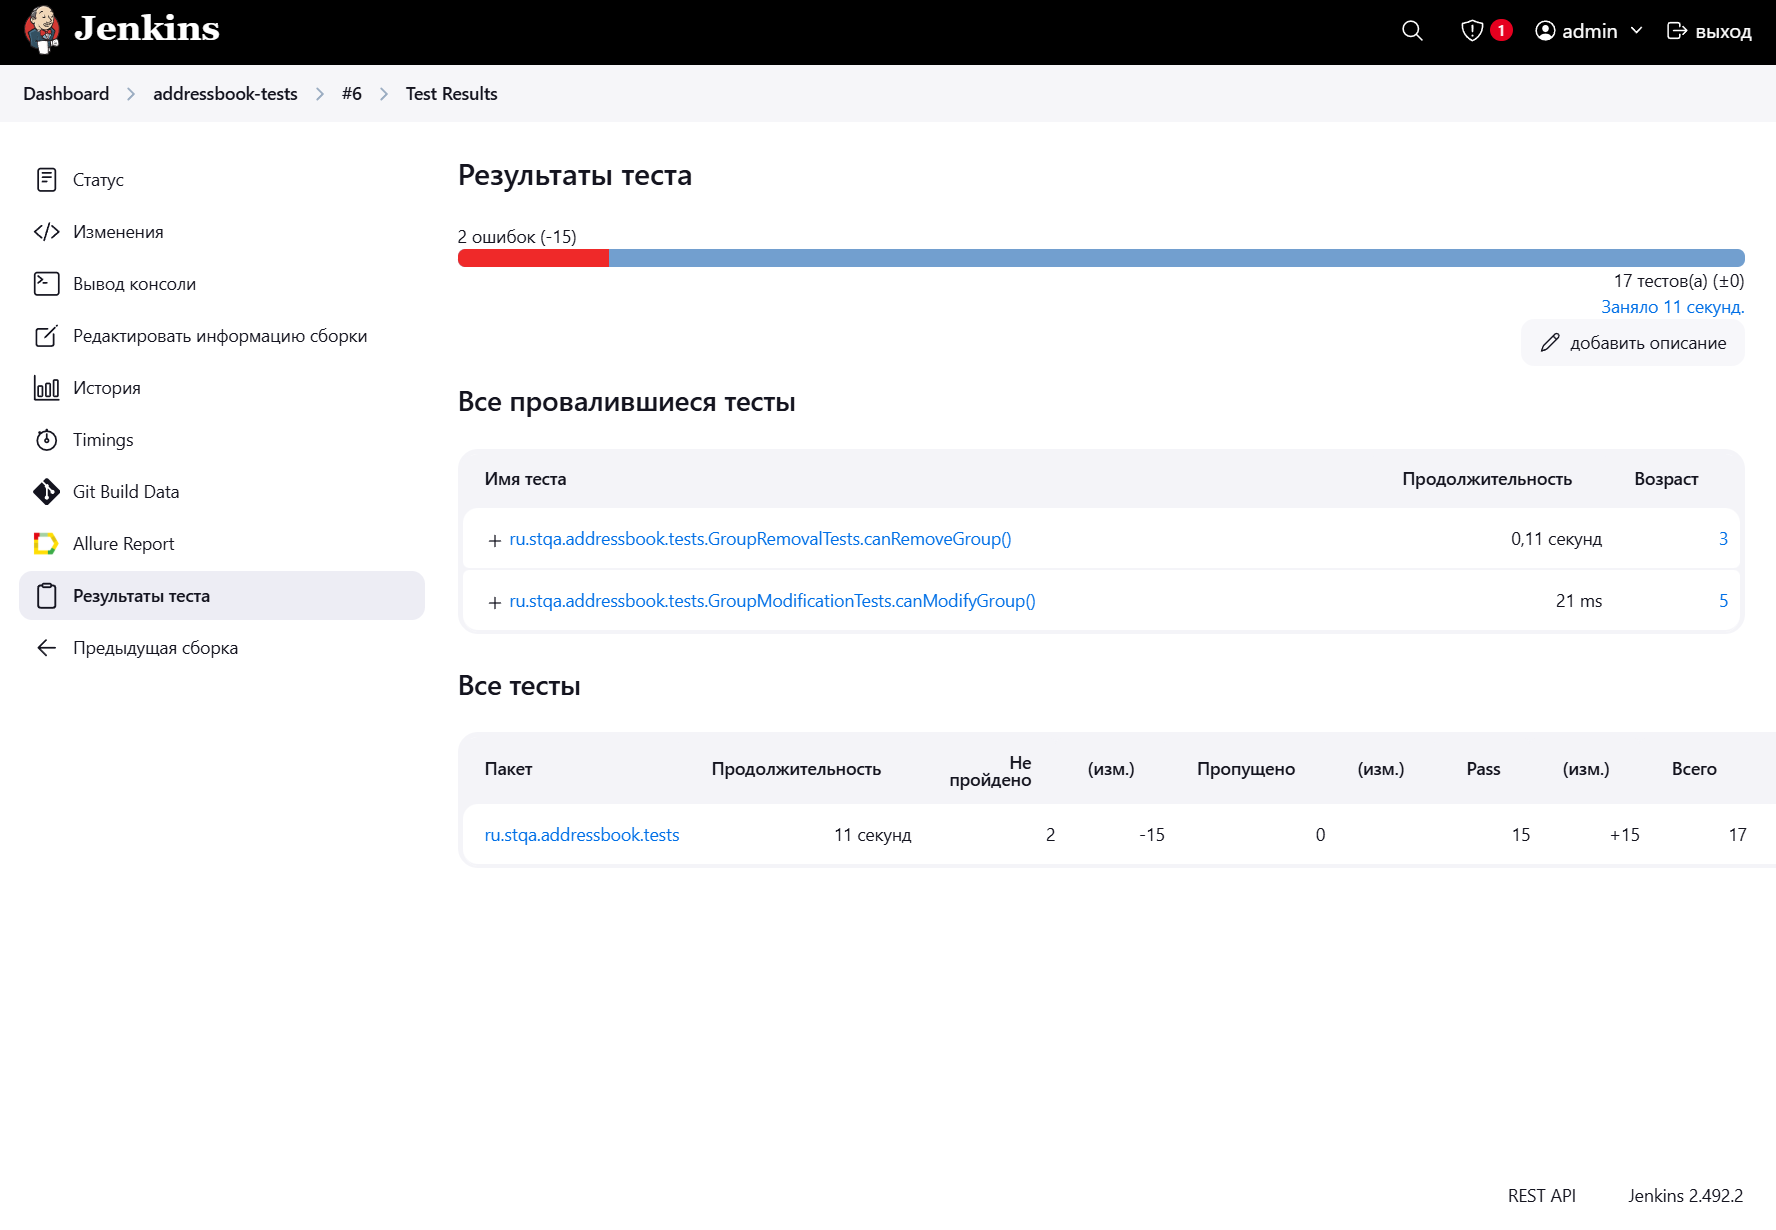 Jenkins
1
admin
выход
Dashboard
addressbook-tests
#6
Test Results
Статус
Изменения
Вывод консоли
Редактировать информацию сборки
История
Timings
Git Build Data
Allure Report
Результаты теста
Предыдущая сборка
Результаты теста
2 ошибок (-15)
17 тестов(а) (±0)
Заняло 11 секунд.
добавить описание
Все провалившиеся тесты
Имя теста Продолжительность Возраст
ru.stqa.addressbook.tests.GroupRemovalTests.canRemoveGroup() 0,11 секунд 3
ru.stqa.addressbook.tests.GroupModificationTests.canModifyGroup() 21 ms 5
Все тесты
Пакет Продолжительность Не пройдено (изм.) Пропущено (изм.) Pass (изм.) Всего
ru.stqa.addressbook.tests 11 секунд 2 -15 0 15 +15 17
REST API Jenkins 2.492.2